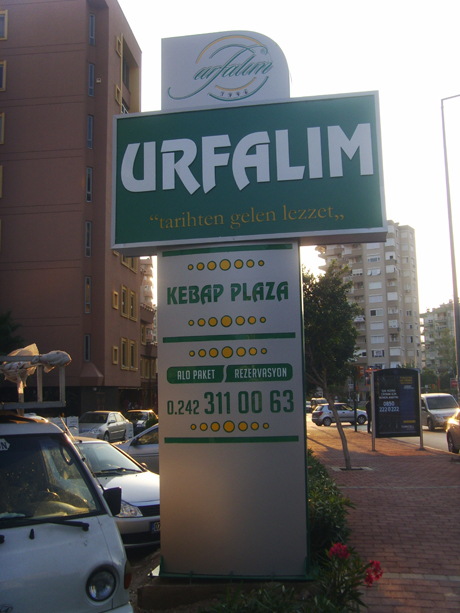 urfalım
1996
URFALIM
“tarihten gelen lezzet„
KEBAP PLAZA
ALO PAKET REZERVASYON
0.242 311 00 63